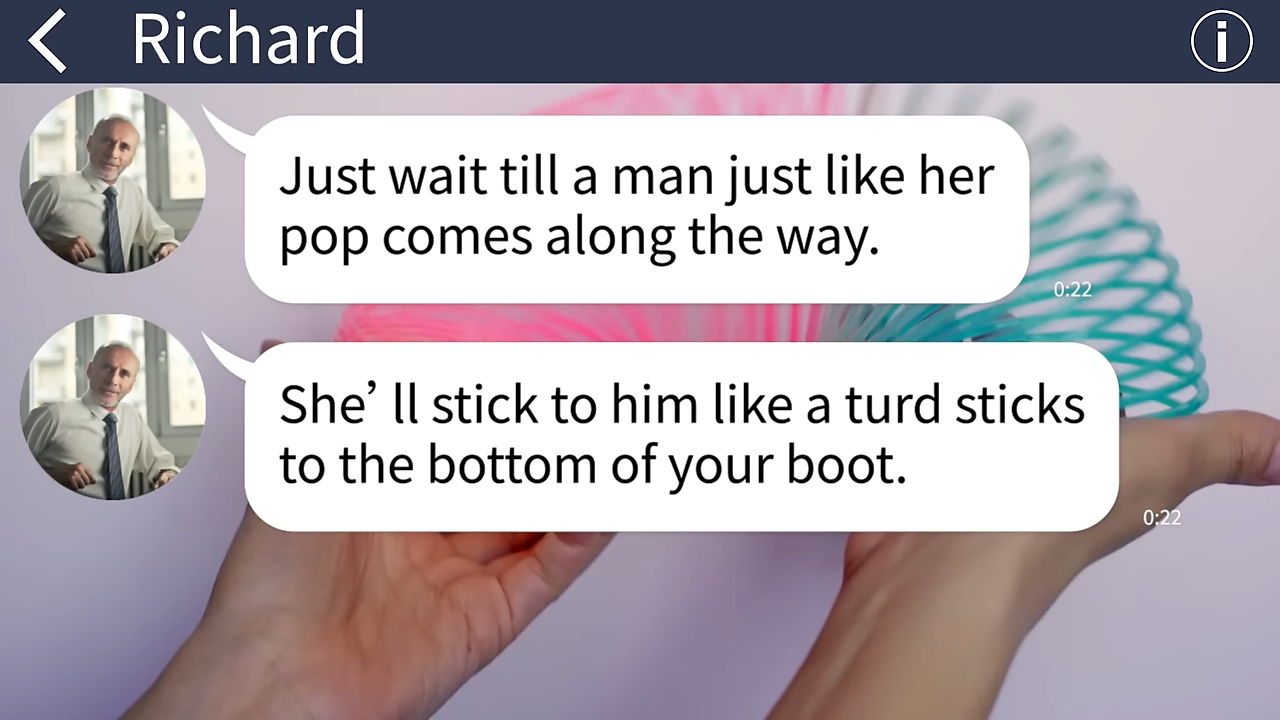 Richard
Just wait till a man just like her
pop comes along the way.
0:22
She’ ll stick to him like a turd sticks
to the bottom of your boot.
0:22